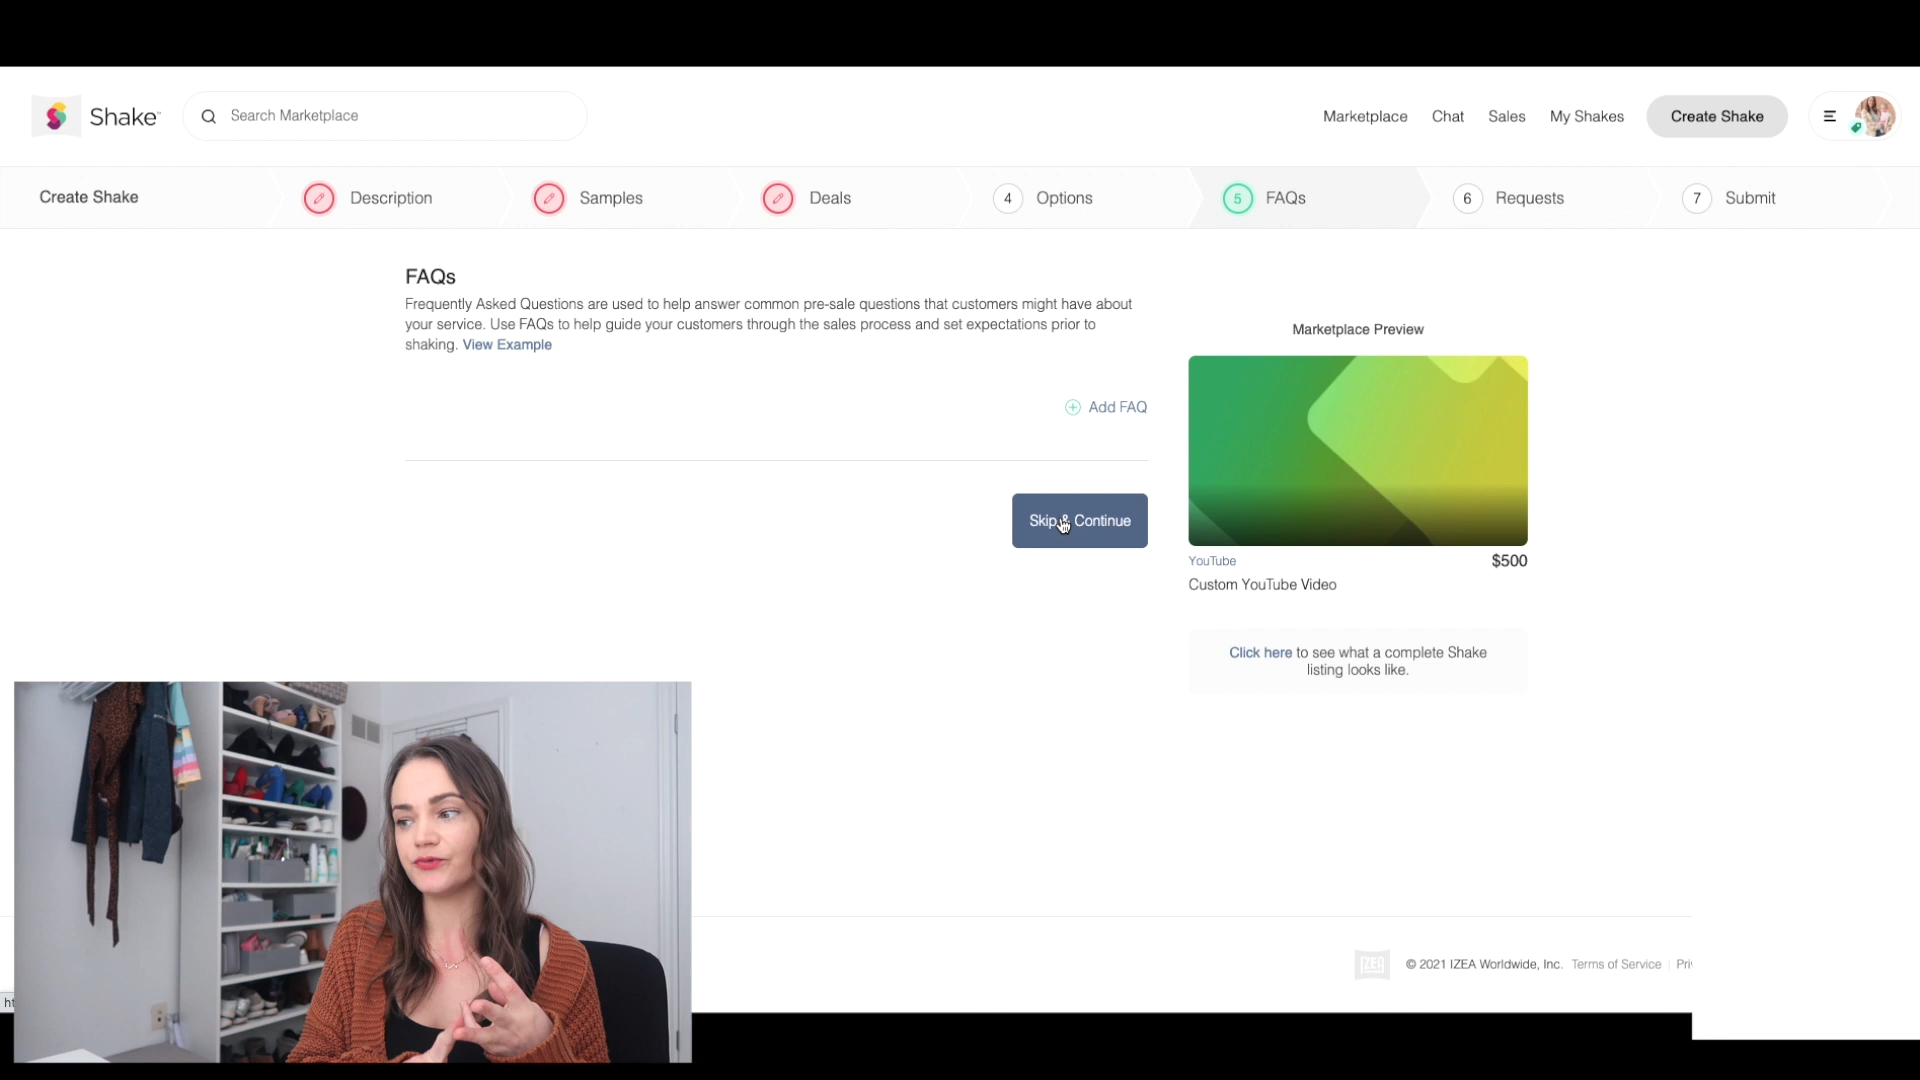 Shake™
Search Marketplace
Marketplace
Chat
Sales
My Shakes
Create Shake
Create Shake
Description
Samples
Deals
4 Options
5 FAQs
6 Requests
7 Submit
FAQs
Frequently Asked Questions are used to help answer common pre-sale questions that customers might have about
your service. Use FAQs to help guide your customers through the sales process and set expectations prior to
shaking. View Example
Add FAQ
Skip & Continue
Marketplace Preview
YouTube
$500
Custom YouTube Video
Click here to see what a complete Shake
listing looks like.
IZEA
© 2021 IZEA Worldwide, Inc. Terms of Service